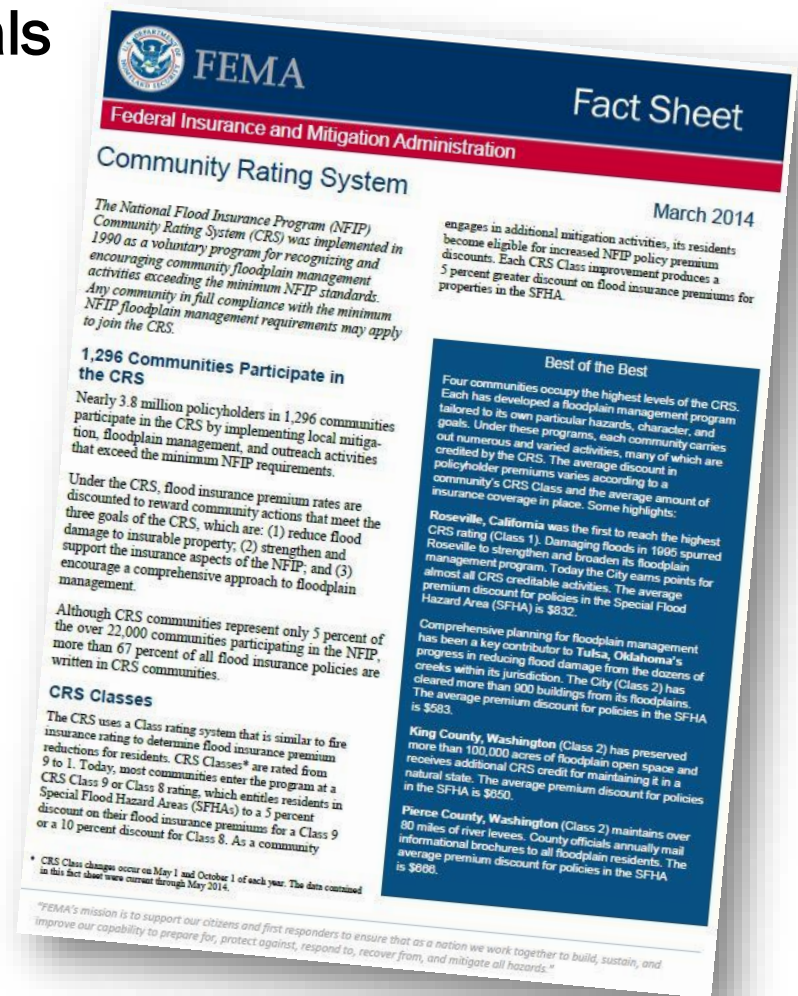 als
U.S. DEPARTMENT OF
HOMELAND SECURITY
FEMA
Fact Sheet
Federal Insurance and Mitigation Administration
Community Rating System
March 2014
The National Flood Insurance Program (NFIP)
Community Rating System (CRS) was implemented in
1990 as a voluntary program for recognizing and
encouraging community floodplain management
activities exceeding the minimum NFIP standards.
Any community in full compliance with the minimum
NFIP floodplain management requirements may apply
to join the CRS.
1,296 Communities Participate in
the CRS
Nearly 3.8 million policyholders in 1,296 communities
participate in the CRS by implementing local mitiga-
tion, floodplain management, and outreach activities
that exceed the minimum NFIP requirements.
Under the CRS, flood insurance premium rates are
discounted to reward community actions that meet the
three goals of the CRS, which are: (1) reduce flood
damage to insurable property; (2) strengthen and
support the insurance aspects of the NFIP; and (3)
encourage a comprehensive approach to floodplain
management.
Although CRS communities represent only 5 percent of
the over 22,000 communities participating in the NFIP,
more than 67 percent of all flood insurance policies are
written in CRS communities.
CRS Classes
The CRS uses a Class rating system that is similar to fire
insurance rating to determine flood insurance premium
reductions for residents. CRS Classes* are rated from
9 to 1. Today, most communities enter the program at a
CRS Class 9 or Class 8 rating, which entitles residents in
Special Flood Hazard Areas (SFHAs) to a 5 percent
discount on their flood insurance premiums for a Class 9
or a 10 percent discount for Class 8. As a community
engages in additional mitigation activities, its residents
become eligible for increased NFIP policy premium
discounts. Each CRS Class improvement produces a
5 percent greater discount on flood insurance premiums for
properties in the SFHA.
Best of the Best
Four communities occupy the highest levels of the CRS.
Each has developed a floodplain management program
tailored to its own particular hazards, character, and
goals. Under these programs, each community carries
out numerous and varied activities, many of which are
credited by the CRS. The average discount in
policyholder premiums varies according to a
community's CRS Class and the average amount of
insurance coverage in place. Some highlights:
Roseville, California was the first to reach the highest
CRS rating (Class 1). Damaging floods in 1995 spurred
Roseville to strengthen and broaden its floodplain
management program. Today the City earns points for
almost all CRS creditable activities. The average
premium discount for policies in the Special Flood
Hazard Area (SFHA) is $832.
Comprehensive planning for floodplain management
has been a key contributor to Tulsa, Oklahoma's
progress in reducing flood damage from the dozens of
creeks within its jurisdiction. The City (Class 2) has
cleared more than 900 buildings from its floodplains.
The average premium discount for policies in the SFHA
is $583.
King County, Washington (Class 2) has preserved
more than 100,000 acres of floodplain open space and
receives additional CRS credit for maintaining it in a
natural state. The average premium discount for policies
in the SFHA is $650.
Pierce County, Washington (Class 2) maintains over
80 miles of river levees. County officials annually mail
informational brochures to all floodplain residents. The
average premium discount for policies in the SFHA
is $666.
* CRS Class changes occur on May 1 and October 1 of each year. The data contained
in this fact sheet were current through May 2014.
"FEMA's mission is to support our citizens and first responders to ensure that as a nation we work together to build, sustain, and
improve our capability to prepare for, protect against, respond to, recover from, and mitigate all hazards."